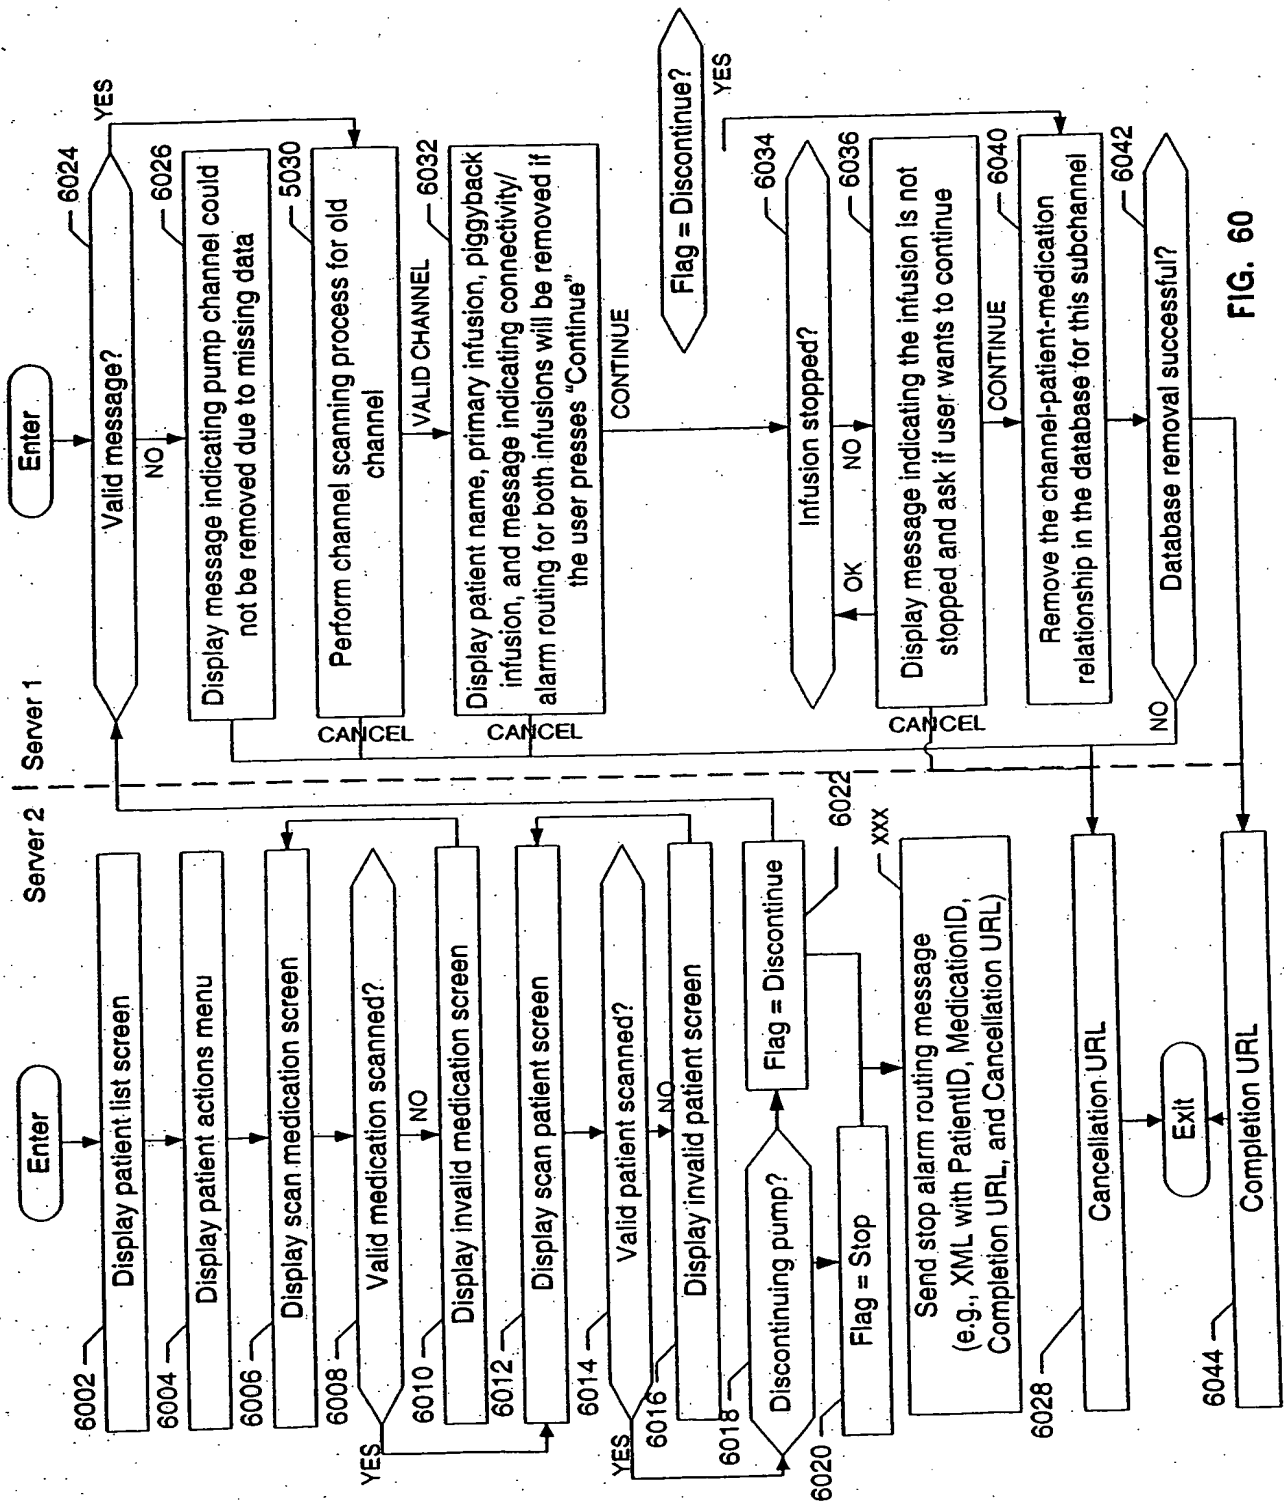 Server 2
Server 1
Enter
6002
Display patient list screen
6004
Display patient actions menu
6006
Display scan medication screen
6008
Valid medication scanned?
YES
NO
6010
Display invalid medication screen
6012
Display scan patient screen
6014
Valid patient scanned?
YES
NO
6016
Display invalid patient screen
6018
Discontinuing pump?
Flag = Discontinue
6022
6020
Flag = Stop
XXX
Send stop alarm routing message
(e.g., XML with PatientID, MedicationID,
Completion URL, and Cancellation URL)
6028
Cancellation URL
Exit
6044
Completion URL
Enter
6024
Valid message?
YES
NO
6026
Display message indicating pump channel could
not be removed due to missing data
5030
Perform channel scanning process for old
channel
CANCEL
VALID CHANNEL
6032
Display patient name, primary infusion, piggyback
infusion, and message indicating connectivity/
alarm routing for both infusions will be removed if
the user presses "Continue"
CANCEL
CONTINUE
Flag = Discontinue?
YES
6034
Infusion stopped?
OK
NO
6036
Display message indicating the infusion is not
stopped and ask if user wants to continue
CANCEL
CONTINUE
6040
Remove the channel-patient-medication
relationship in the database for this subchannel
6042
Database removal successful?
NO
FIG. 60